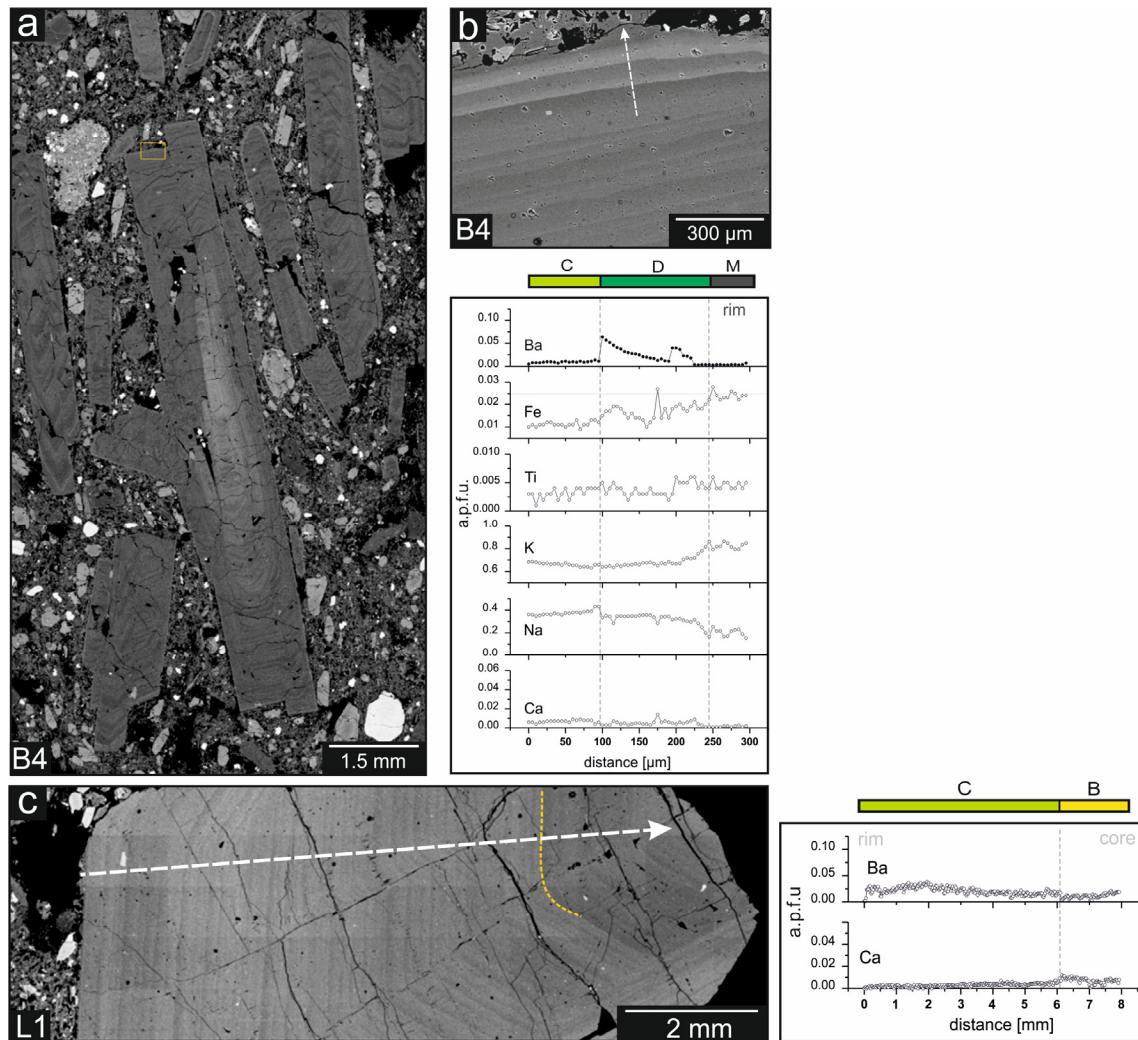 a
B4
1.5 mm
b
B4
300 µm
C D M
rim
Ba
0.10
0.05
0.00
Fe
0.03
0.02
0.01
Ti
0.010
0.005
0.000
a.p.f.u.
K
1.0
0.8
0.6
Na
0.4
0.2
0.0
Ca
0.06
0.04
0.02
0.00
0 50 100 150 200 250 300
distance [µm]
c
L1
2 mm
C B
rim core
Ba
0.10
0.05
0.00
a.p.f.u
Ca
0.04
0.02
0.00
0 1 2 3 4 5 6 7 8
distance [mm]